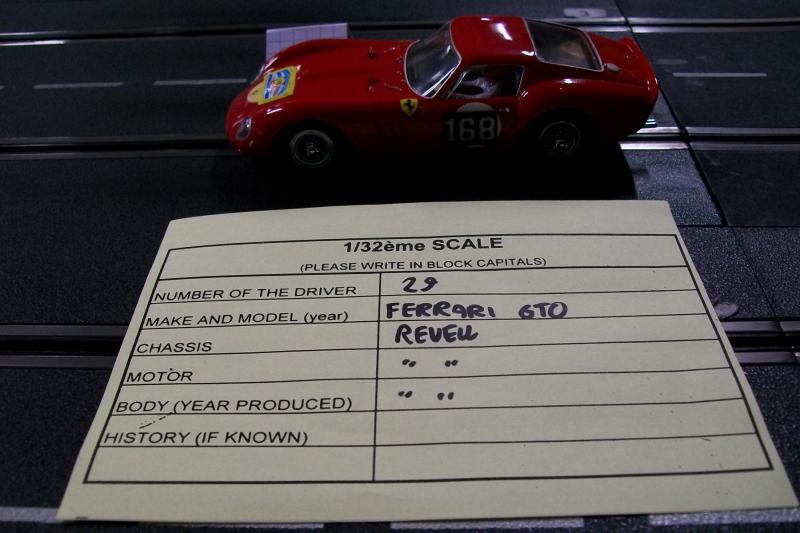 168
1/32ème SCALE
(PLEASE WRITE IN BLOCK CAPITALS)
NUMBER OF THE DRIVER 29
MAKE AND MODEL (year) FERRARI GTO
CHASSIS REVELL
MOTOR " "
BODY (YEAR PRODUCED) " "
HISTORY (IF KNOWN)